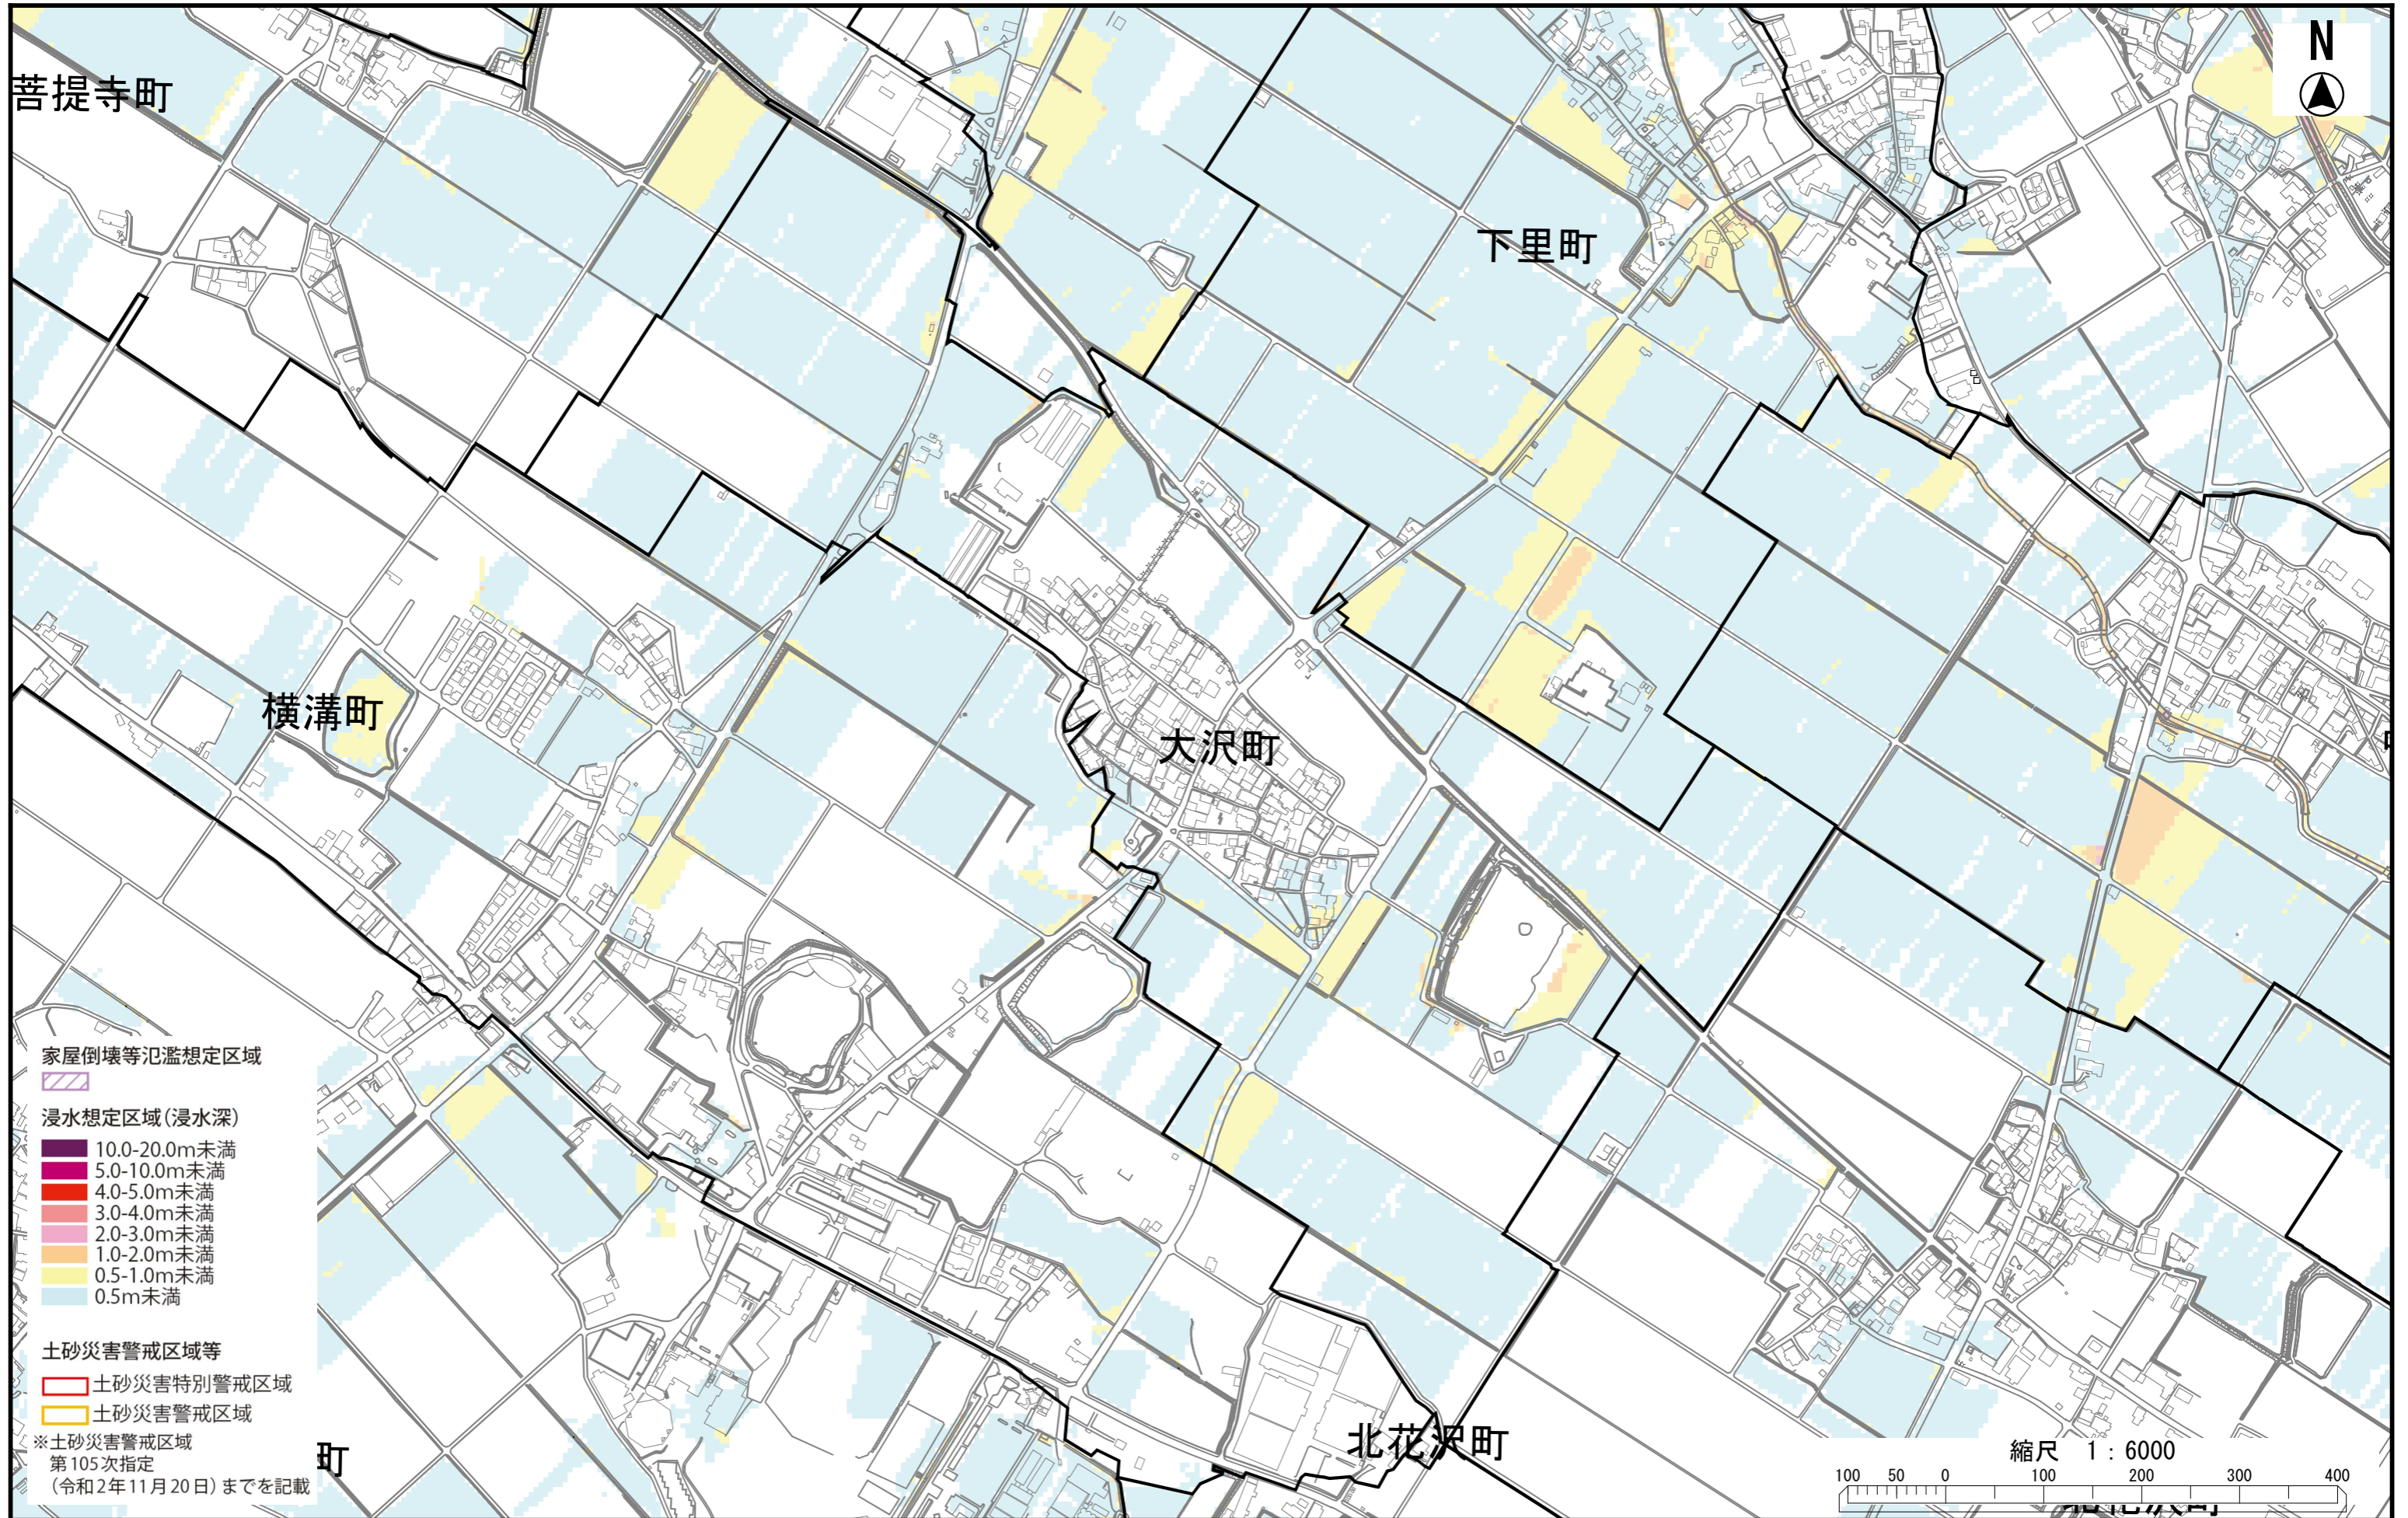 N
菩提寺町
下里町
横溝町
大沢町
家屋倒壊等氾濫想定区域
浸水想定区域(浸水深)
10.0-20.0m未満
5.0-10.0m未満
4.0-5.0m未満
3.0-4.0m未満
2.0-3.0m未満
1.0-2.0m未満
0.5-1.0m未満
0.5m未満
土砂災害警戒区域等
土砂災害特別警戒区域
土砂災害警戒区域
※土砂災害警戒区域
第105次指定
(令和2年11月20日)までを記載
町
北花沢町
縮尺 1:6000
100 50 0 100 200 300 400